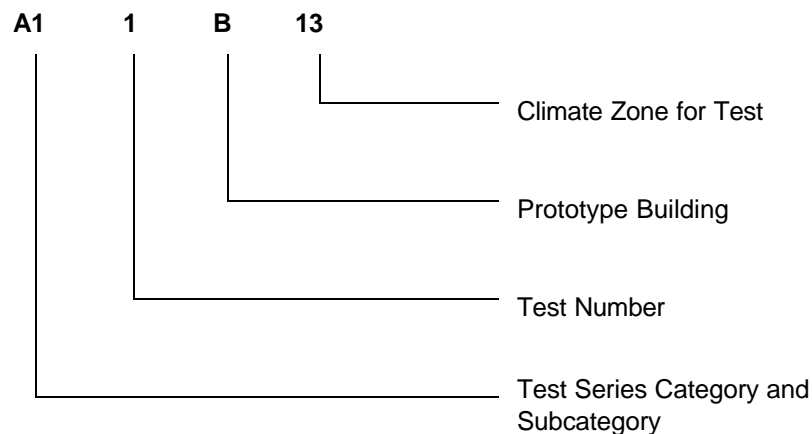 A1 1 B 13
Climate Zone for Test
Prototype Building
Test Number
Test Series Category and
Subcategory